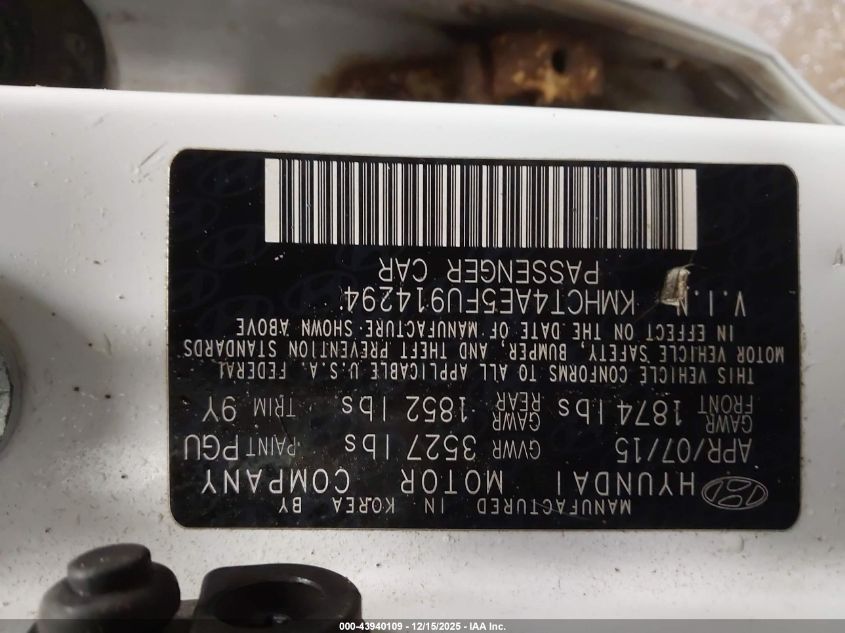 MANUFACTURED IN KOREA BY
HYUNDAI MOTOR COMPANY
APR/07/15 GVWR 3527 lbs PAINT PGU
GAWR FRONT 1874 lbs GAWR REAR 1852 lbs TRIM 9Y
THIS VEHICLE CONFORMS TO ALL APPLICABLE U.S.A. FEDERAL
MOTOR VEHICLE SAFETY, BUMPER, AND THEFT PREVENTION STANDARDS
IN EFFECT ON THE DATE OF MANUFACTURE SHOWN ABOVE
V.I.N KMHCT4AE5FU914294
PASSENGER CAR
000-43940109 - 12/15/2025 - IAA Inc.